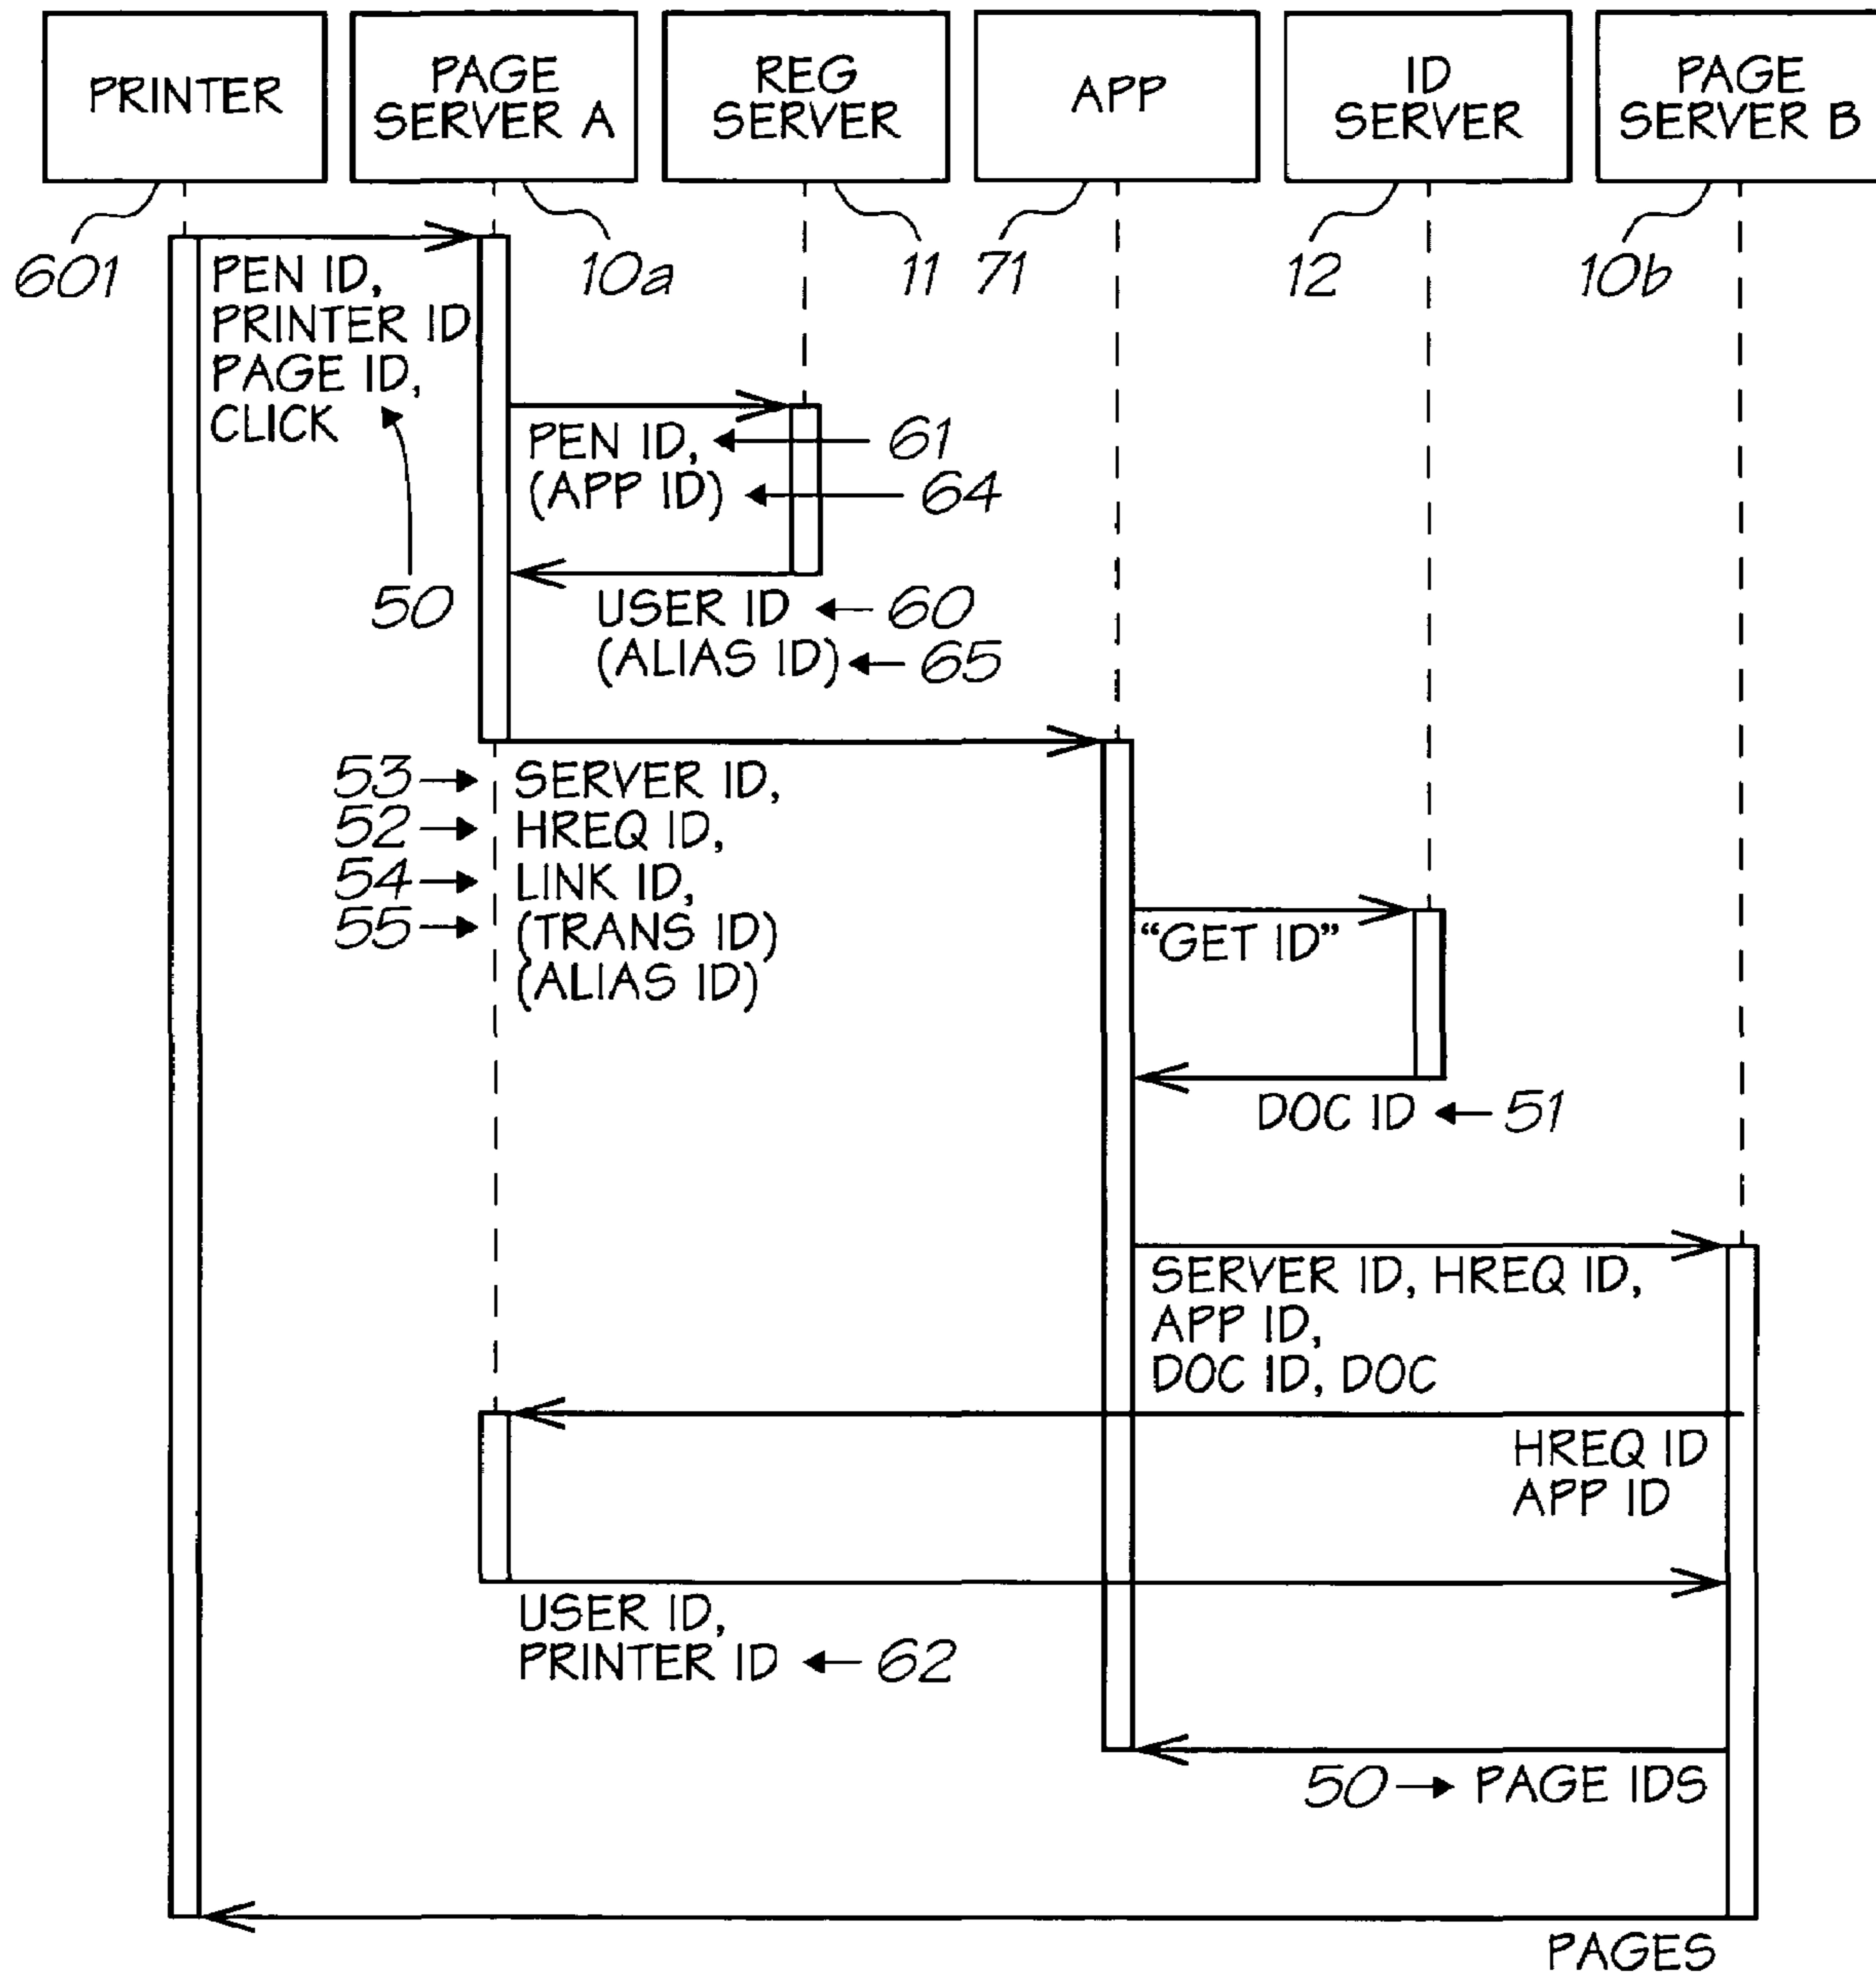 PRINTER
PAGE
SERVER A
REG
SERVER
APP
ID
SERVER
PAGE
SERVER B
601
10a
11
71
12
10b
PEN ID,
PRINTER ID
PAGE ID,
CLICK
50
PEN ID,
61
(APP ID)
64
USER ID
60
(ALIAS ID)
65
53
SERVER ID,
52
HREQ ID,
54
LINK ID,
55
(TRANS ID)
(ALIAS ID)
“GET ID”
DOC ID
51
SERVER ID, HREQ ID,
APP ID,
DOC ID, DOC
HREQ ID
APP ID
USER ID,
PRINTER ID
62
50
PAGE IDS
PAGES